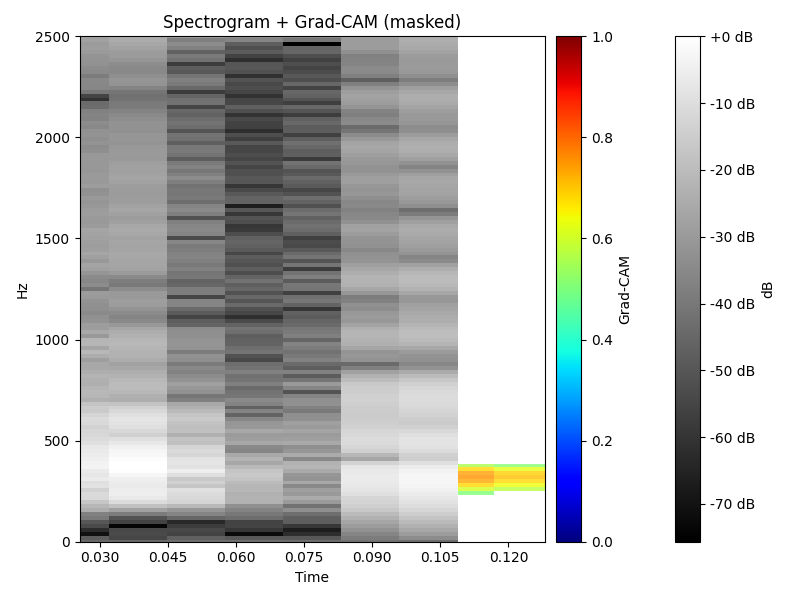 Spectrogram + Grad-CAM (masked)
2500
2000
1500
1000
500
0
Hz
0.030 0.045 0.060 0.075 0.090 0.105 0.120
Time
1.0
0.8
0.6
0.4
0.2
0.0
Grad-CAM
+0 dB
-10 dB
-20 dB
-30 dB
-40 dB
-50 dB
-60 dB
-70 dB
dB